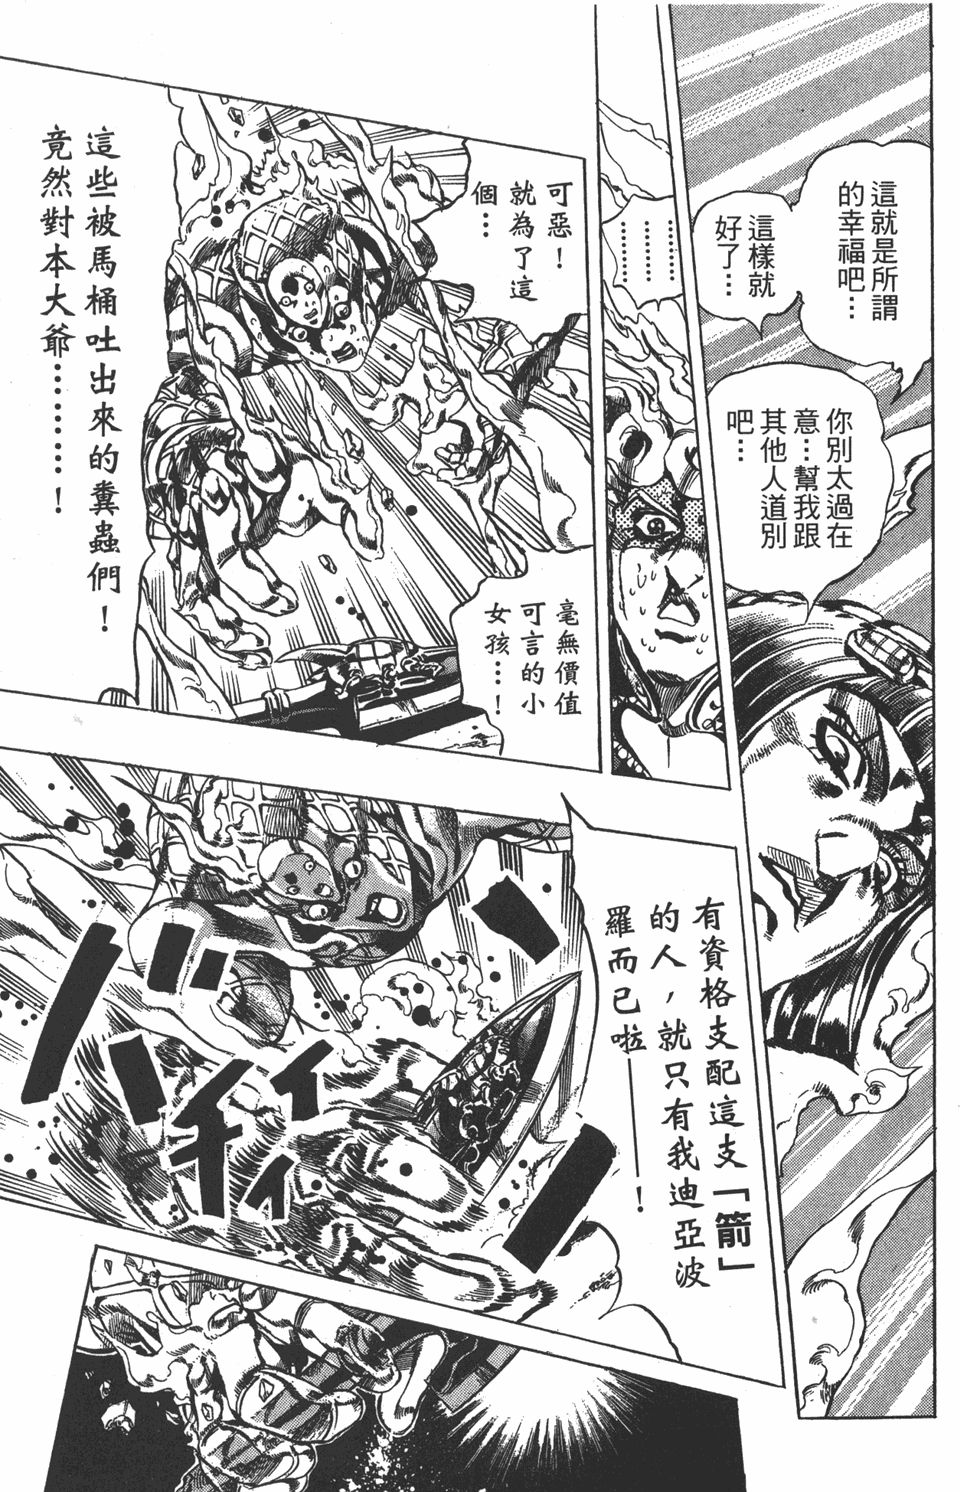 這就是所謂
的幸福吧…
這樣就
好了…
你別太過在
意…幫我跟
其他人道別
吧…
………
………
可惡！
就為了這
個…
毫無價值
可言的小
女孩…！
這些被馬桶吐出來的糞蟲們！
竟然對本大爺………！
有資格支配這支「箭」
的人，就只有我迪亞波
羅而已啦——！
バギィイ